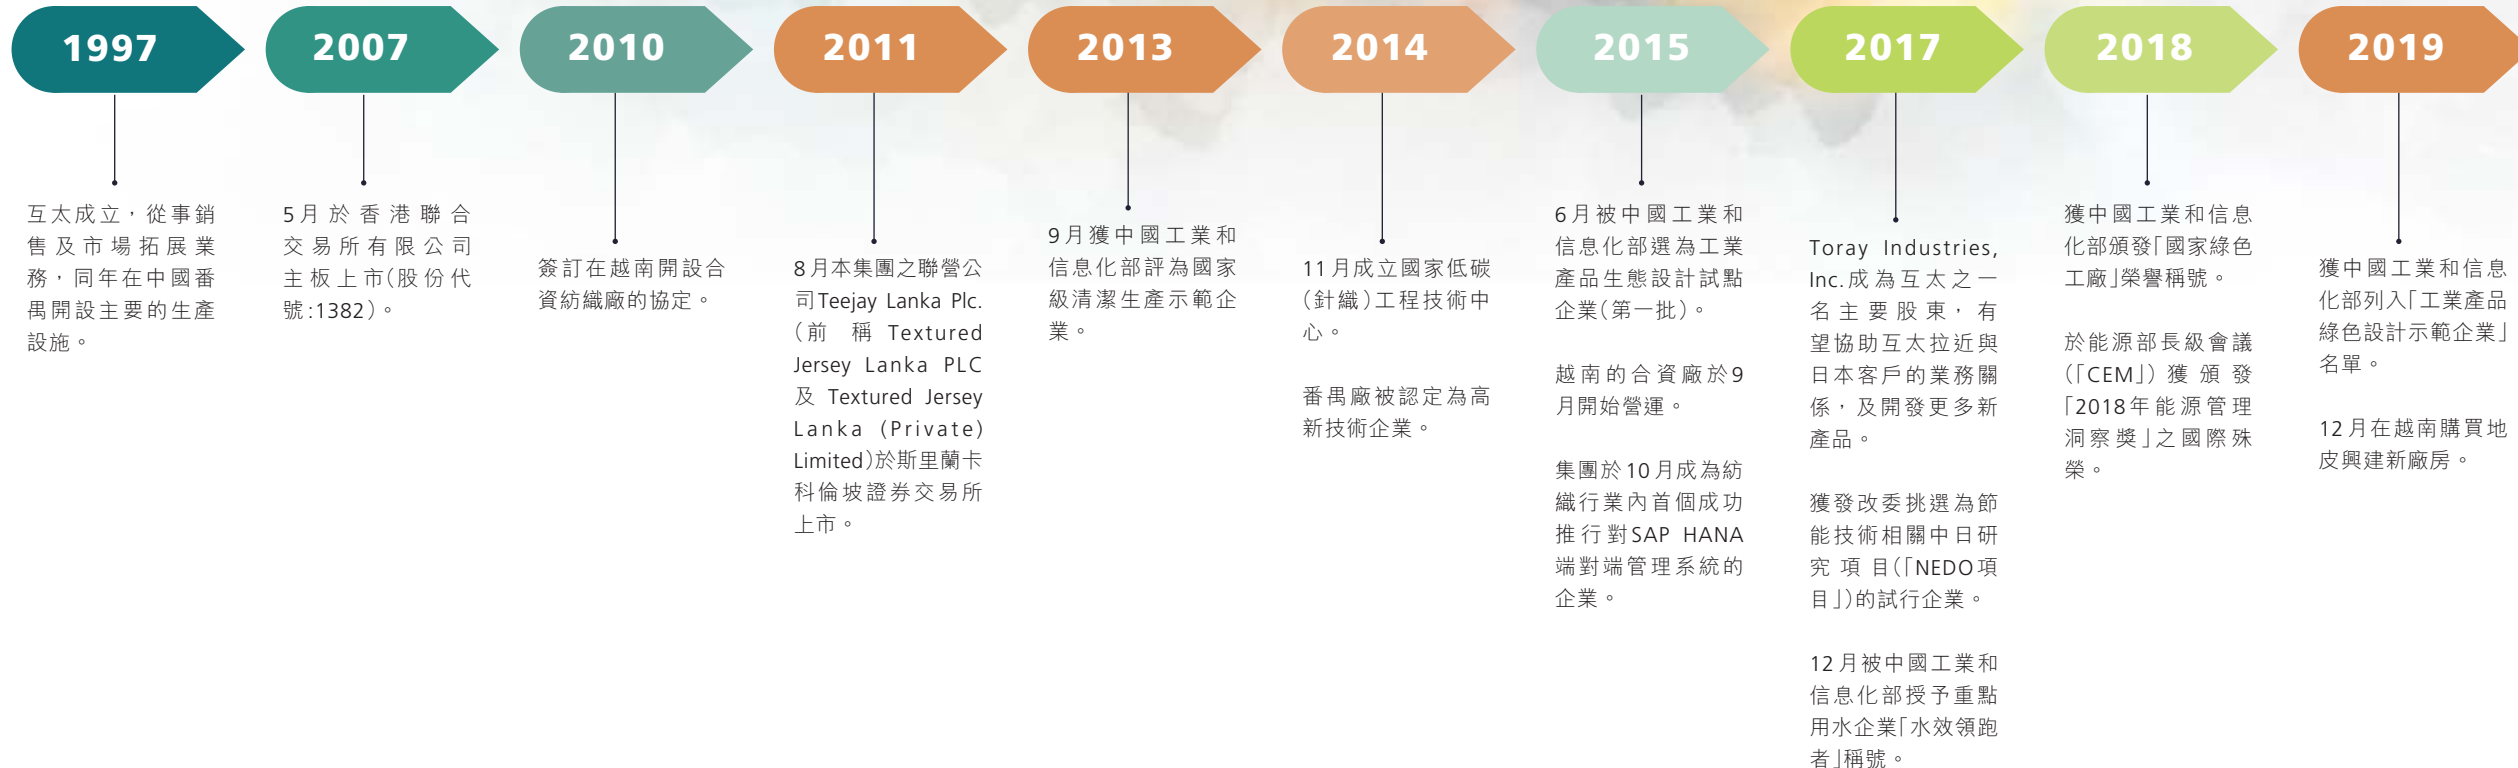 1997
互太成立，從事銷
售及市場拓展業
務，同年在中國番
禺開設主要的生產
設施。
2007
5月於香港聯合
交易所有限公司
主板上市(股份代
號:1382)。
2010
簽訂在越南開設合
資紡織廠的協定。
2011
8月本集團之聯營公
司Teejay Lanka Plc.
(前稱 Textured
Jersey Lanka PLC
及 Textured Jersey
Lanka (Private)
Limited)於斯里蘭卡
科倫坡證券交易所
上市。
2013
9月獲中國工業和
信息化部評為國家
級清潔生產示範企
業。
2014
11月成立國家低碳
(針織)工程技術中
心。
番禺廠被認定為高
新技術企業。
2015
6月被中國工業和
信息化部選為工業
產品生態設計試點
企業(第一批)。
越南的合資廠於9
月開始營運。
集團於10月成為紡
織行業內首個成功
推行對SAP HANA
端對端管理系統的
企業。
2017
Toray Industries,
Inc.成為互太之一
名主要股東，有
望協助互太拉近與
日本客戶的業務關
係，及開發更多新
產品。
獲發改委挑選為節
能技術相關中日研
究項目(「NEDO項
目」)的試行企業。
12月被中國工業和
信息化部授予重點
用水企業「水效領跑
者」稱號。
2018
獲中國工業和信息
化部頒發「國家綠色
工廠」榮譽稱號。
於能源部長級會議
(「CEM」)獲頒發
「2018年能源管理
洞察獎」之國際殊
榮。
2019
獲中國工業和信息
化部列入「工業產品
綠色設計示範企業」
名單。
12月在越南購買地
皮興建新廠房。